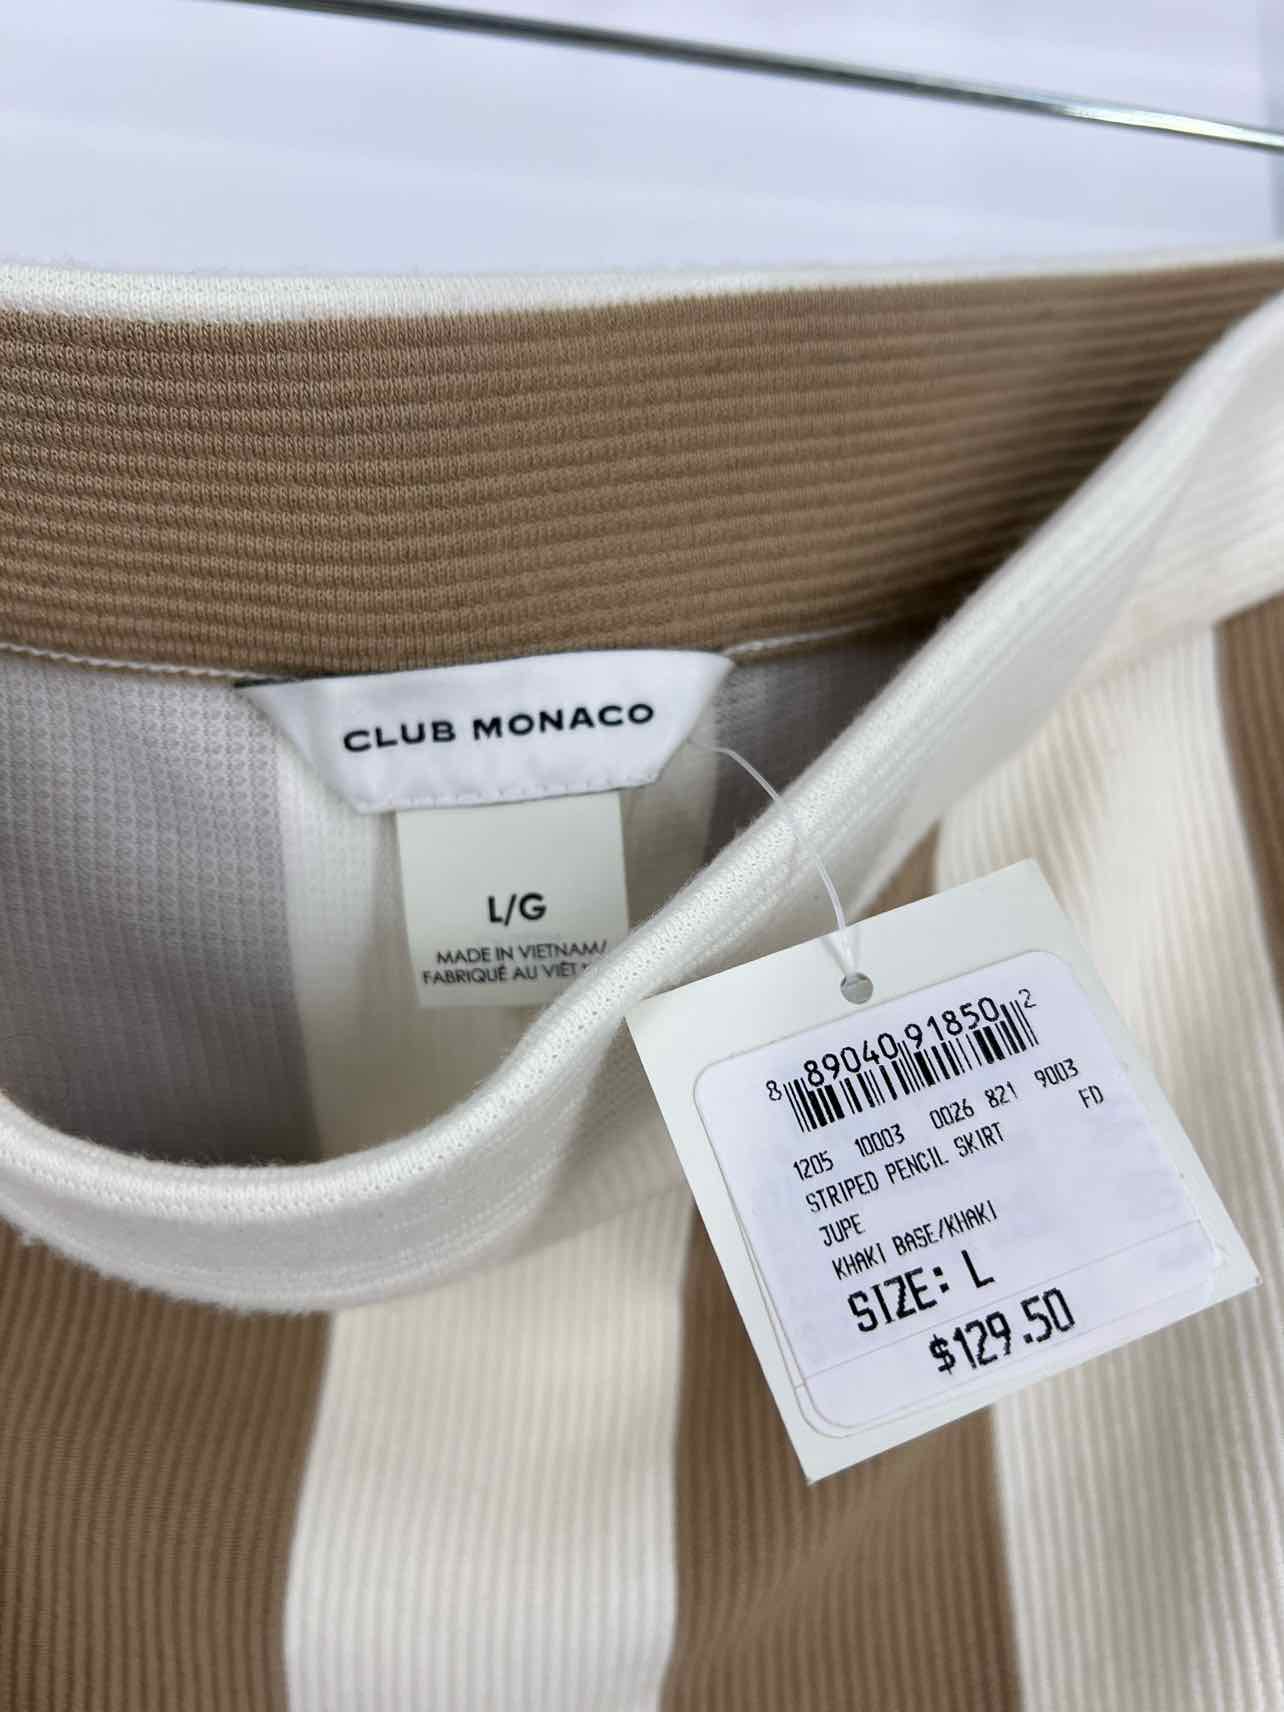 CLUB MONACO
L/G
MADE IN VIETNAM/
FABRIQUÉ AU
8 89040 91850 2
1205 10003 0026 821 9003
STRIPED PENCIL SKIRT FD
JUPE
KHAKI BASE/KHAKI
SIZE: L
$129.50